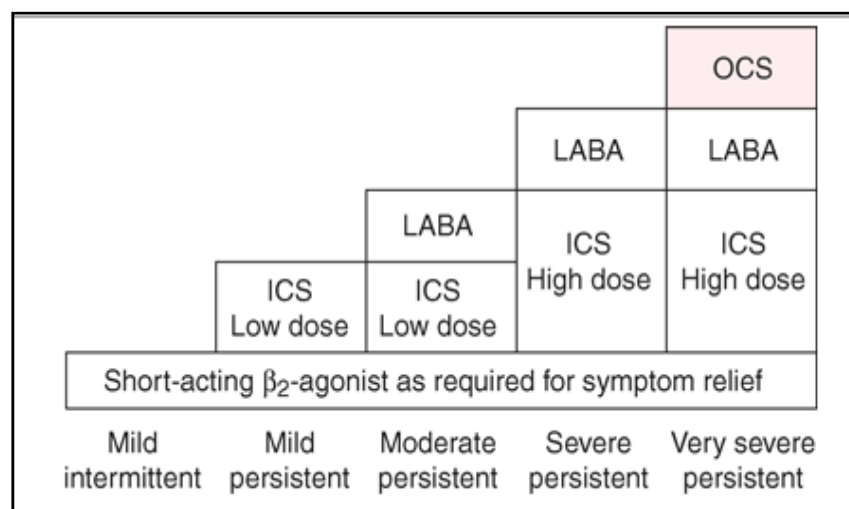 OCS
LABA
LABA
LABA
ICS
High dose
ICS
High dose
ICS
Low dose
ICS
Low dose
Short-acting β₂-agonist as required for symptom relief
Mild
intermittent
Mild
persistent
Moderate
persistent
Severe
persistent
Very severe
persistent